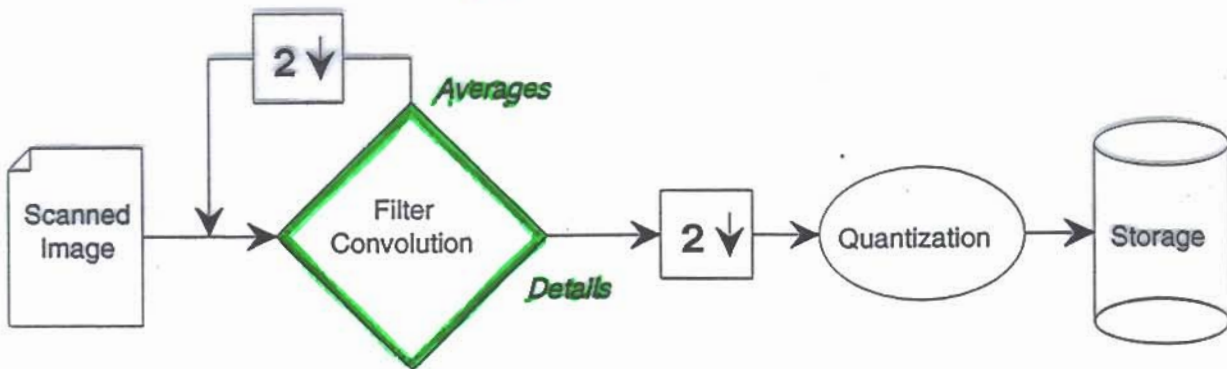 2↓
Averages
Scanned
Image
Filter
Convolution
Details
2↓
Quantization
Storage